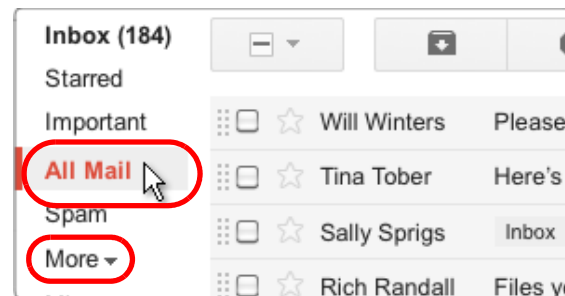 Inbox (184)
Starred
Important
All Mail
Spam
More
Will Winters Please
Tina Tober Here's
Sally Sprigs Inbox
Rich Randall Files